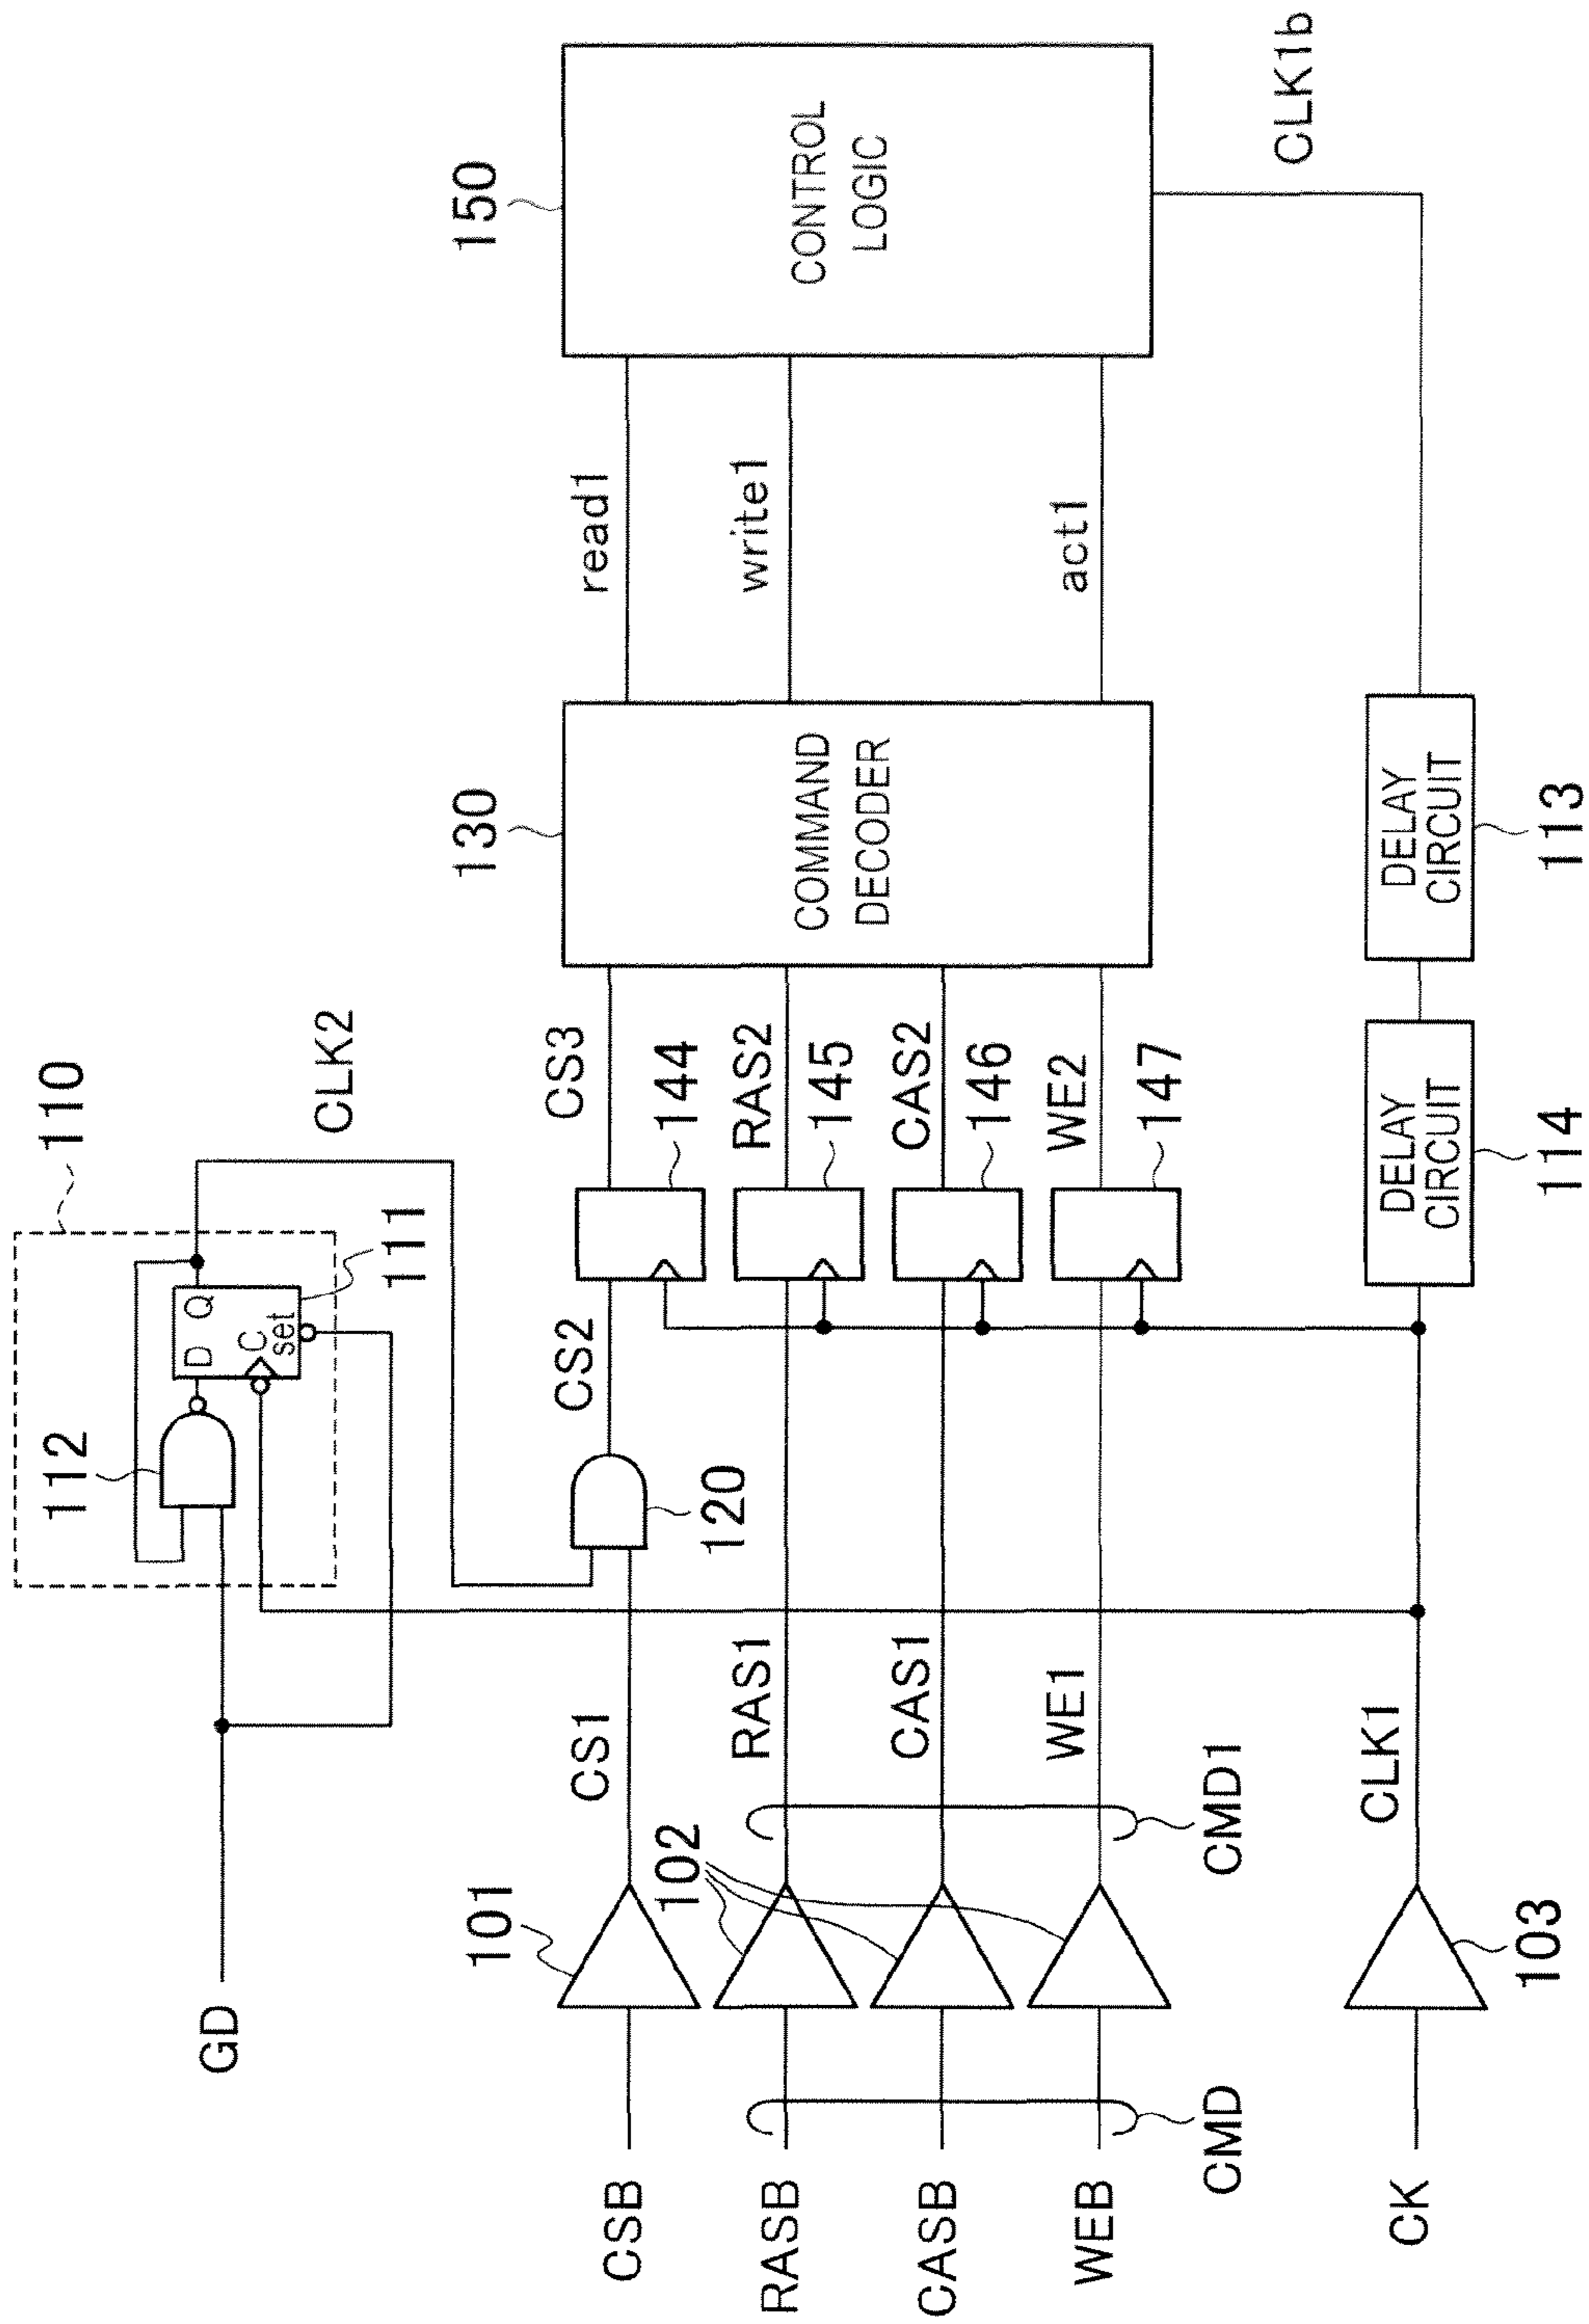 GD
110
112
D
Q
C
set
111
CLK2
CSB
RASB
CASB
WEB
CK
CMD
101
102
103
CS1
RAS1
CAS1
WE1
CMD1
CLK1
120
CS2
144
145
146
147
CS3
RAS2
CAS2
WE2
DELAY
CIRCUIT
114
DELAY
CIRCUIT
113
130
COMMAND
DECODER
read1
write1
act1
150
CONTROL
LOGIC
CLK1b